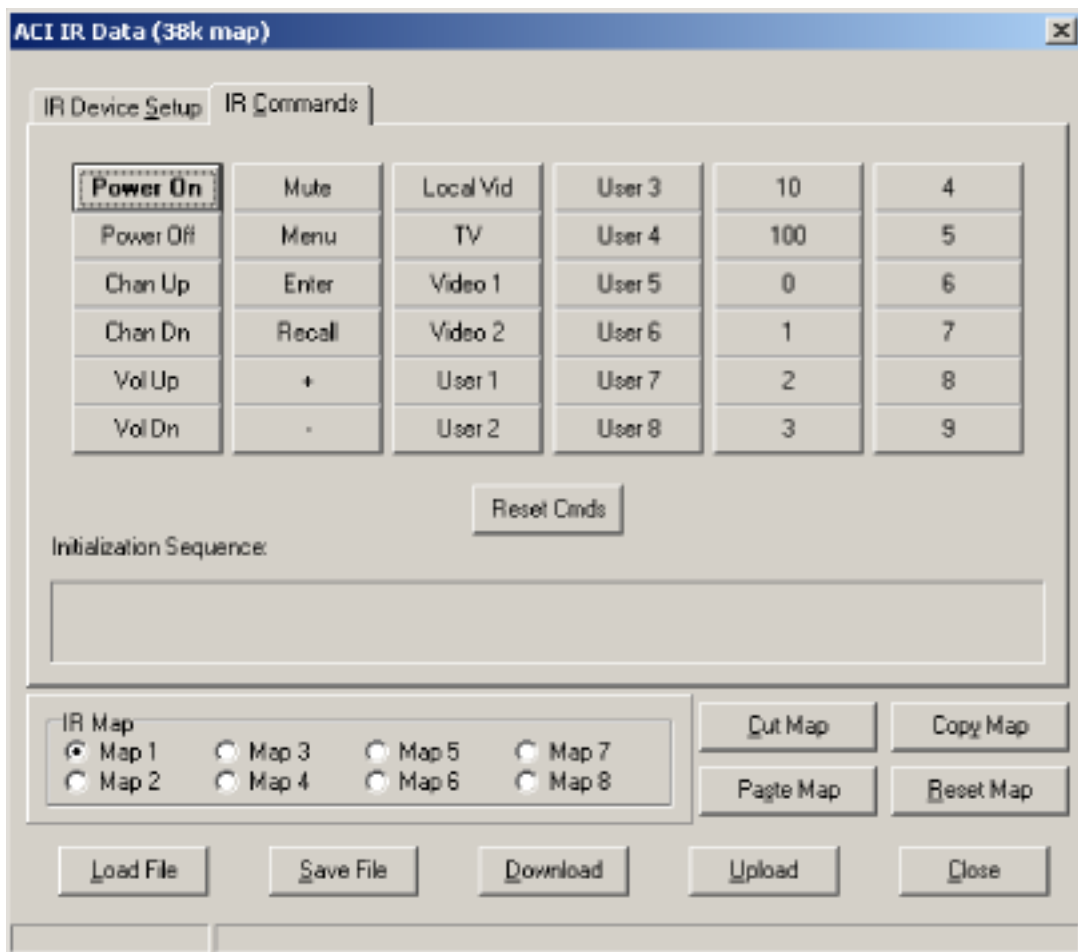 ACI IR Data (38k map)
IR Device Setup IR Commands
Power On Mute Local Vid User 3 10 4
Power Off Menu TV User 4 100 5
Chan Up Enter Video 1 User 5 0 6
Chan Dn Recall Video 2 User 6 1 7
Vol Up + User 1 User 7 2 8
Vol Dn - User 2 User 8 3 9
Reset Cmds
Initialization Sequence:
IR Map
Map 1 Map 3 Map 5 Map 7
Map 2 Map 4 Map 6 Map 8
Cut Map Copy Map
Paste Map Reset Map
Load File Save File Download Upload Close